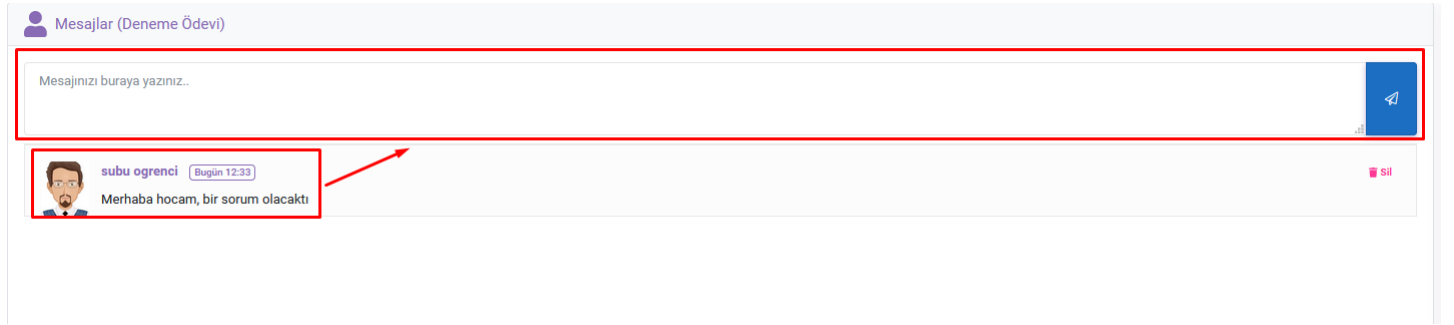 Mesajlar (Deneme Ödevi)
Mesajınızı buraya yazınız..
subu ogrenci Bugün 12:33 Sil
Merhaba hocam, bir sorum olacaktı